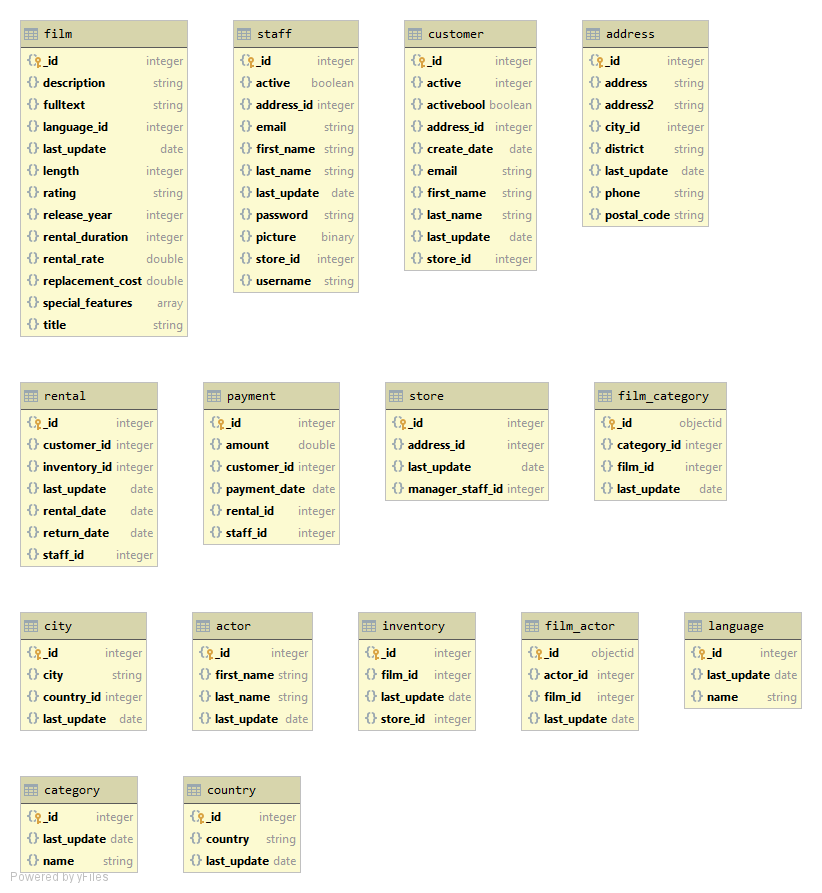 film
_id integer
description string
fulltext string
language_id integer
last_update date
length integer
rating string
release_year integer
rental_duration integer
rental_rate double
replacement_cost double
special_features array
title string
staff
_id integer
active boolean
address_id integer
email string
first_name string
last_name string
last_update date
password string
picture binary
store_id integer
username string
customer
_id integer
active integer
activebool boolean
address_id integer
create_date date
email string
first_name string
last_name string
last_update date
store_id integer
address
_id integer
address string
address2 string
city_id integer
district string
last_update date
phone string
postal_code string
rental
_id integer
customer_id integer
inventory_id integer
last_update date
rental_date date
return_date date
staff_id integer
payment
_id integer
amount double
customer_id integer
payment_date date
rental_id integer
staff_id integer
store
_id integer
address_id integer
last_update date
manager_staff_id integer
film_category
_id objectid
category_id integer
film_id integer
last_update date
city
_id integer
city string
country_id integer
last_update date
actor
_id integer
first_name string
last_name string
last_update date
inventory
_id integer
film_id integer
last_update date
store_id integer
film_actor
_id objectid
actor_id integer
film_id integer
last_update date
language
_id integer
last_update date
name string
category
_id integer
last_update date
name string
country
_id integer
country string
last_update date
Powered by yFiles